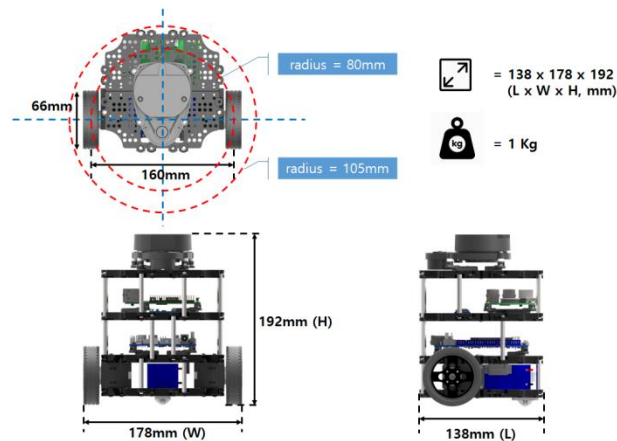 radius = 80mm
66mm
radius = 105mm
160mm
= 138 x 178 x 192
(L x W x H, mm)
kg
= 1 Kg
192mm (H)
178mm (W)
138mm (L)